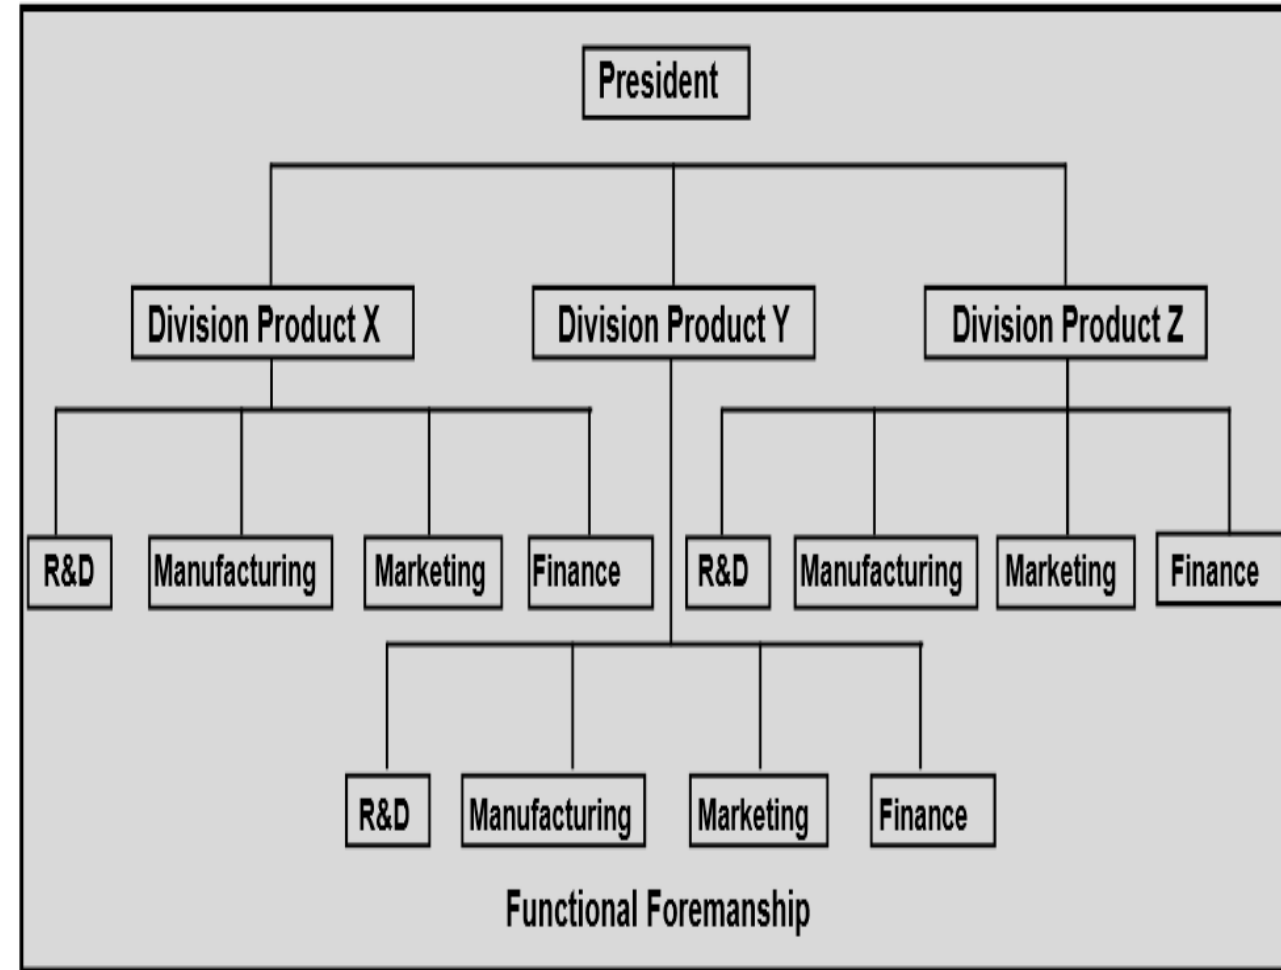 President
Division Product X
Division Product Y
Division Product Z
R&D
Manufacturing
Marketing
Finance
R&D
Manufacturing
Marketing
Finance
R&D
Manufacturing
Marketing
Finance
Functional Foremanship